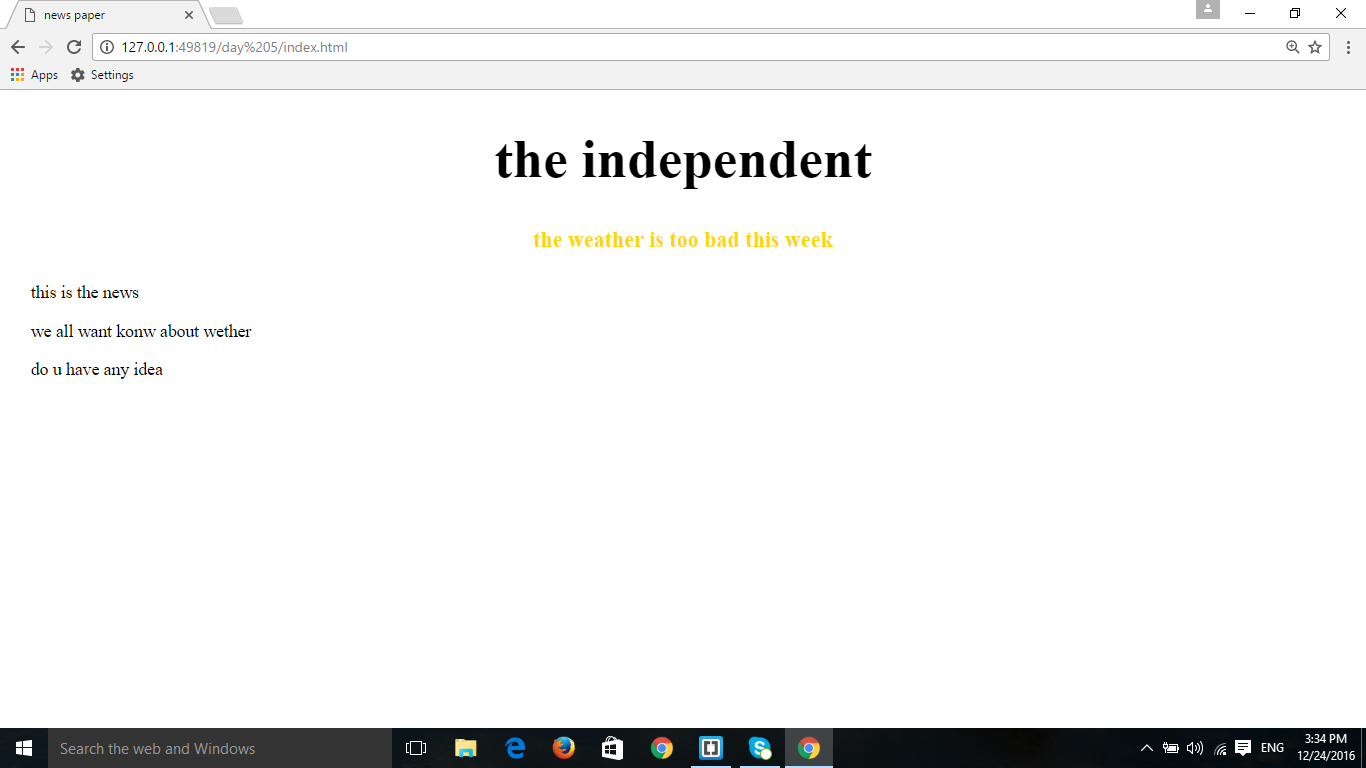 news paper
127.0.0.1:49819/day%205/index.html
Apps Settings
the independent
the weather is too bad this week
this is the news
we all want konw about wether
do u have any idea
Search the web and Windows
ENG
3:34 PM
12/24/2016